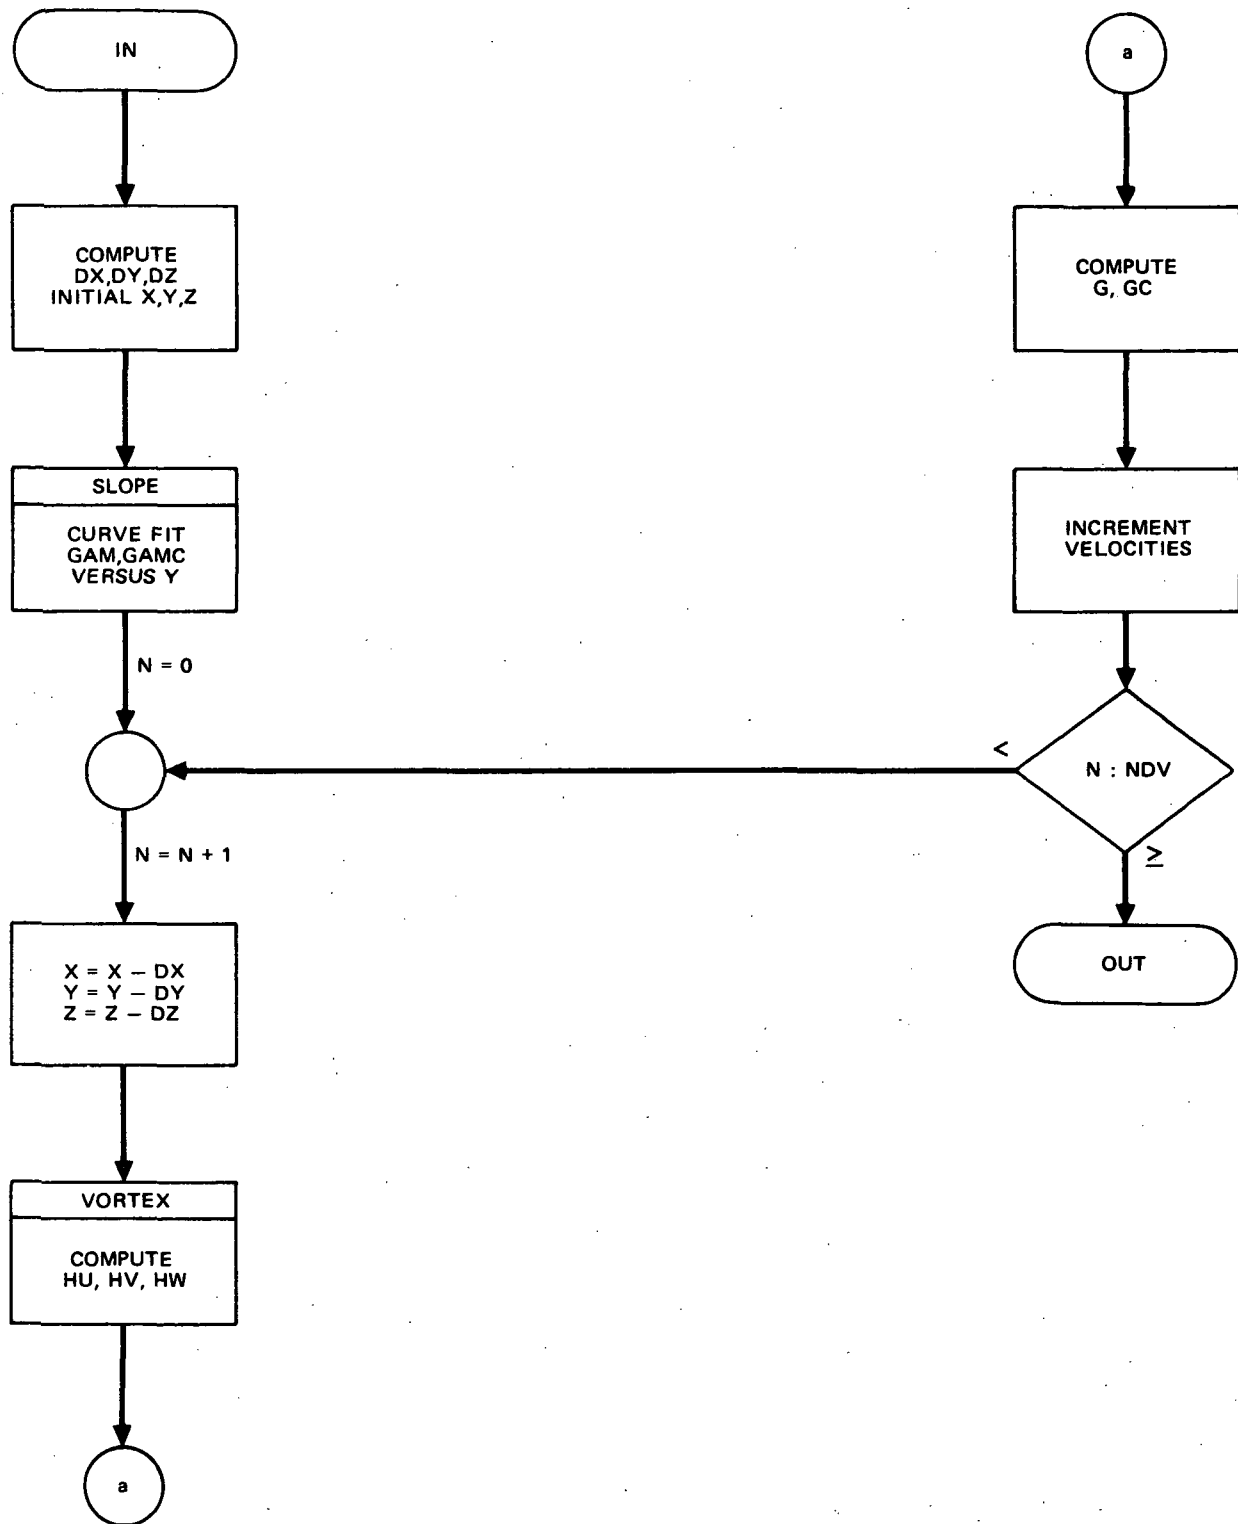 IN
COMPUTE
DX,DY,DZ
INITIAL X,Y,Z
SLOPE
CURVE FIT
GAM,GAMC
VERSUS Y
N = 0
N = N + 1
X = X – DX
Y = Y – DY
Z = Z – DZ
VORTEX
COMPUTE
HU, HV, HW
a
a
COMPUTE
G, GC
INCREMENT
VELOCITIES
<
N : NDV
≥
OUT